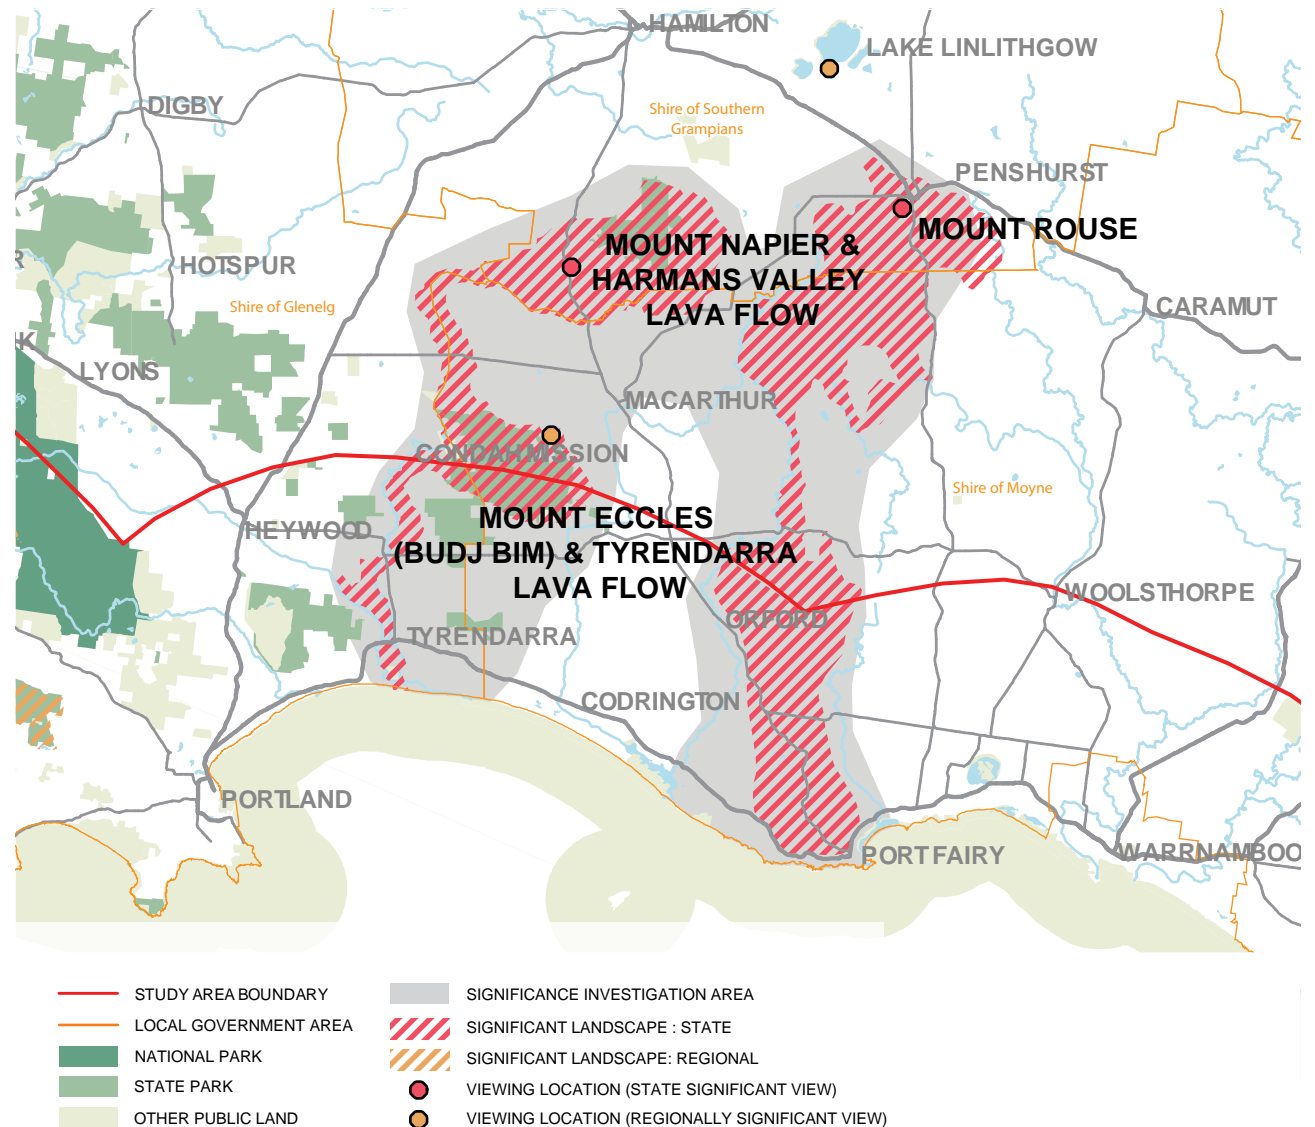 HAMILTON
LAKE LINLITHGOW
DIGBY
Shire of Southern
Grampians
PENSHURST
MOUNT ROUSE
MOUNT NAPIER &
HARMANS VALLEY
LAVA FLOW
R
HOTSPUR
Shire of Glenelg
CARAMUT
K
LYONS
MACARTHUR
CONDAH MISSION
Shire of Moyne
HEYWOOD
MOUNT ECCLES
(BUDJ BIM) & TYRENDARRA
LAVA FLOW
WOOLSTHORPE
ORFORD
TYRENDARRA
CODRINGTON
PORTLAND
PORT FAIRY
WARRNAMBOO
STUDY AREA BOUNDARY
LOCAL GOVERNMENT AREA
NATIONAL PARK
STATE PARK
OTHER PUBLIC LAND
SIGNIFICANCE INVESTIGATION AREA
SIGNIFICANT LANDSCAPE : STATE
SIGNIFICANT LANDSCAPE: REGIONAL
VIEWING LOCATION (STATE SIGNIFICANT VIEW)
VIEWING LOCATION (REGIONALLY SIGNIFICANT VIEW)